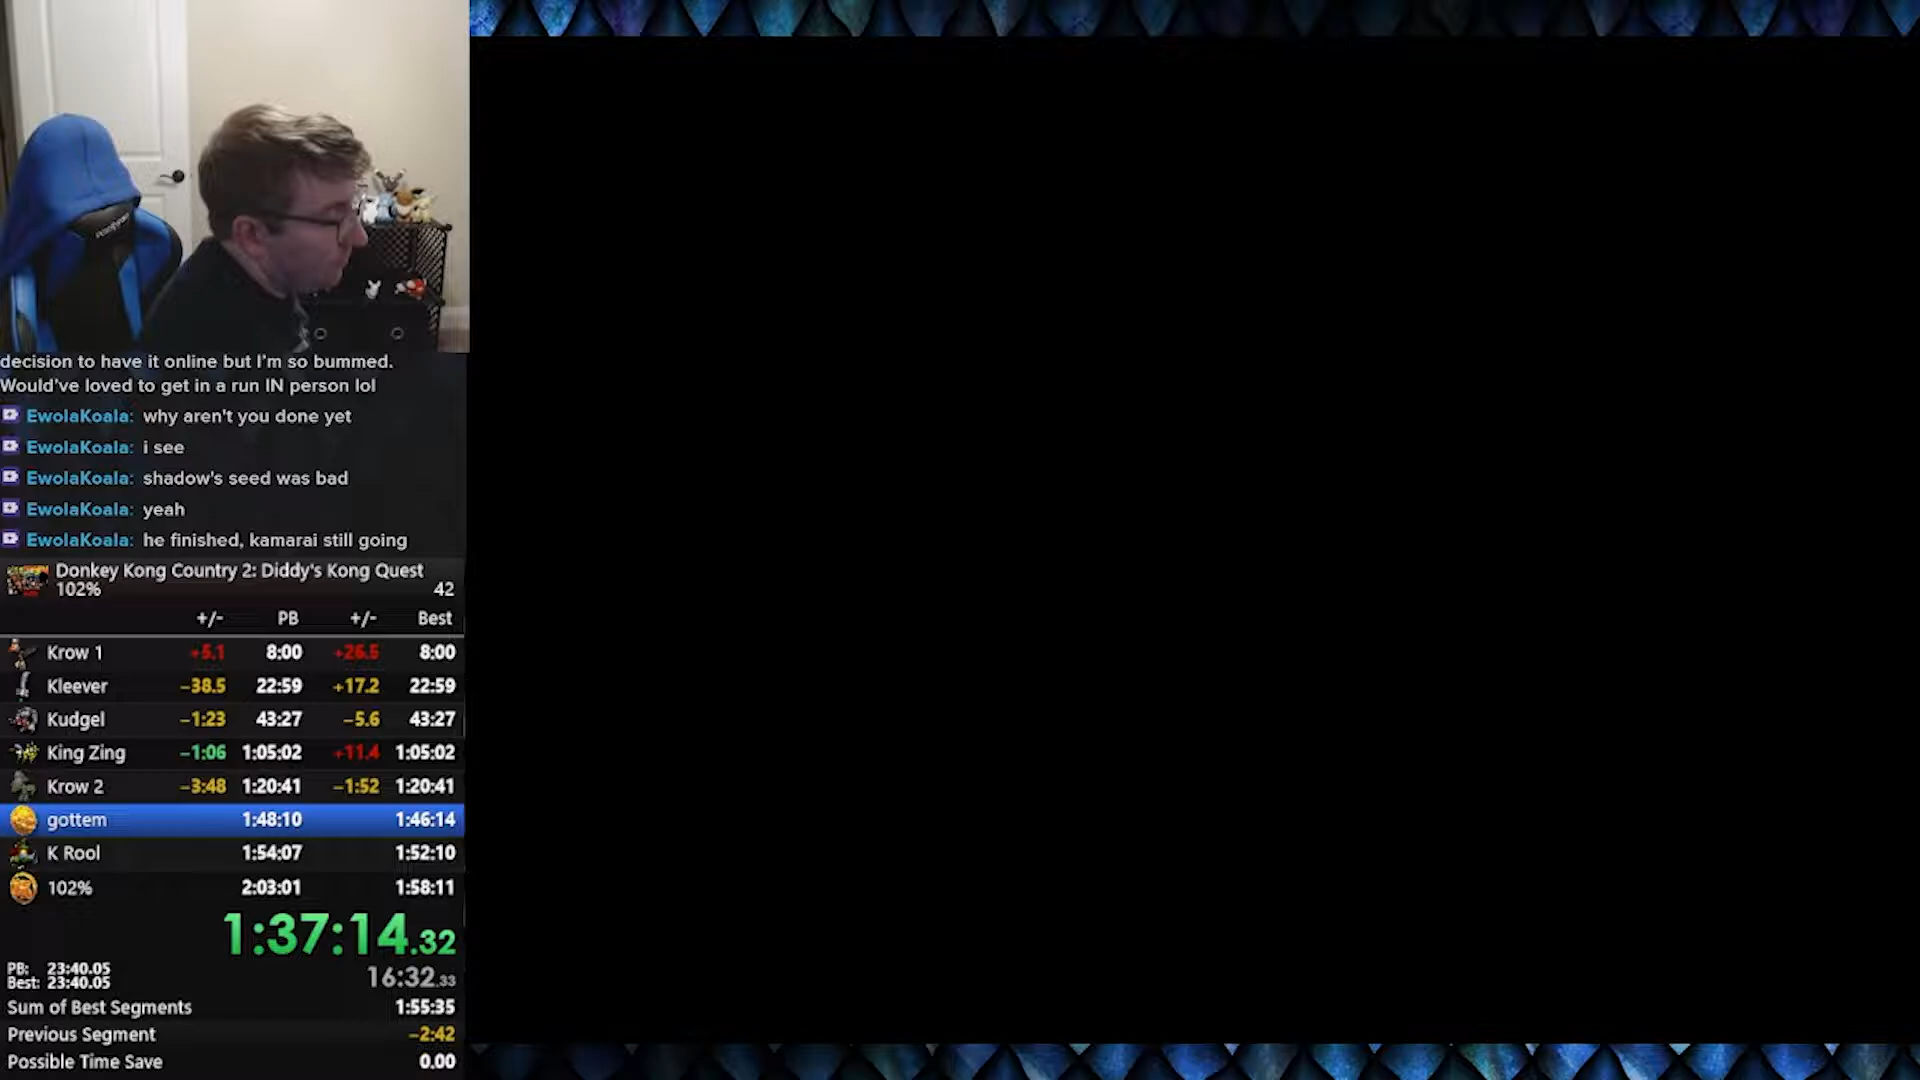 decision to have it online but I'm so bummed.
Would've loved to get in a run IN person lol
EwolaKoala: why aren't you done yet
EwolaKoala: i see
EwolaKoala: shadow's seed was bad
EwolaKoala: yeah
EwolaKoala: he finished, kamarai still going
Donkey Kong Country 2: Diddy's Kong Quest
102% 42
+/- PB +/- Best
Krow 1 +5.1 8:00 +26.5 8:00
Kleever −38.5 22:59 +17.2 22:59
Kudgel −1:23 43:27 −5.6 43:27
King Zing −1:06 1:05:02 +11.4 1:05:02
Krow 2 −3:48 1:20:41 −1:52 1:20:41
gottem 1:48:10 1:46:14
K Rool 1:54:07 1:52:10
102% 2:03:01 1:58:11
1:37:14.32
PB: 23:40.05
Best: 23:40.05
16:32.33
Sum of Best Segments 1:55:35
Previous Segment −2:42
Possible Time Save 0.00